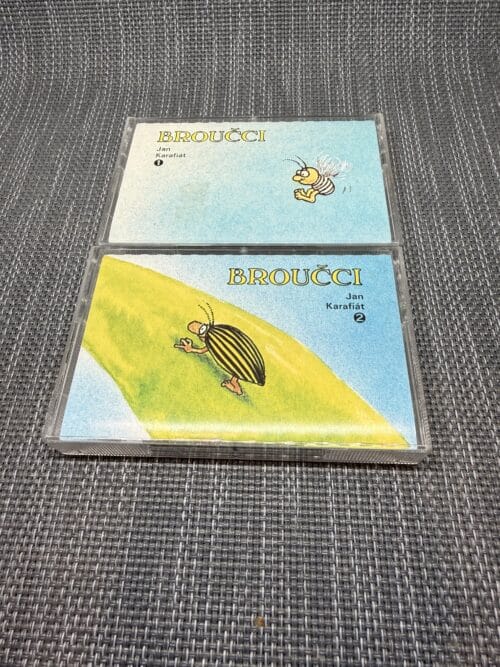 BROUČCI
Jan
Karafiát
1
BROUČCI
Jan
Karafiát
2